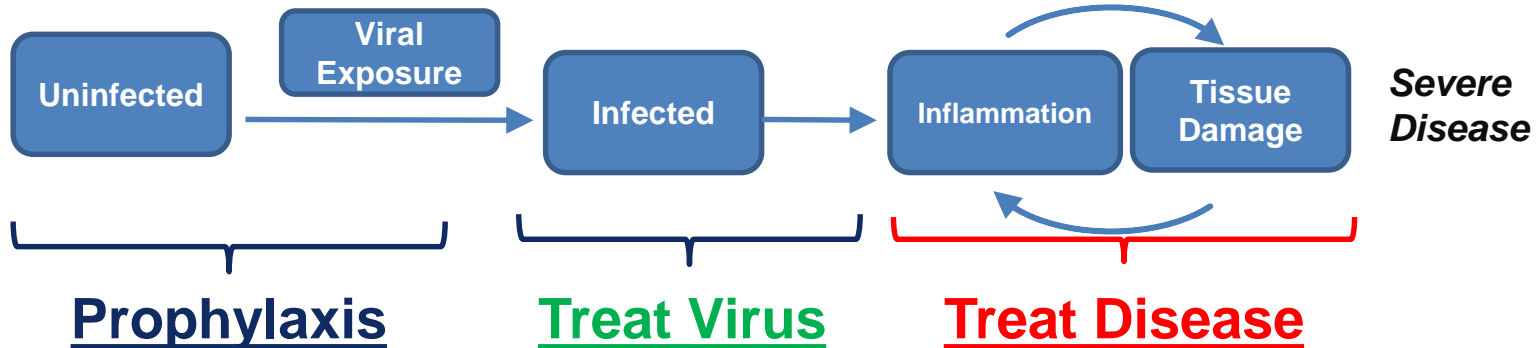 Uninfected
Viral
Exposure
Infected
Inflammation
Tissue
Damage
Severe
Disease
Prophylaxis
Treat Virus
Treat Disease